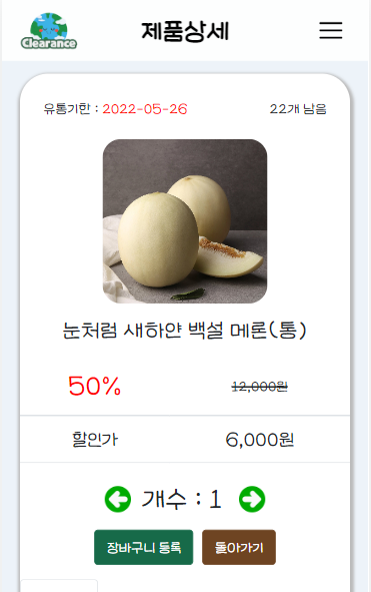 Clearance
제품상세
유통기한 : 2022-05-26
22개 남음
눈처럼 새하얀 백설 메론(통)
50%
12,000원
할인가
6,000원
개수 : 1
장바구니 등록
돌아가기